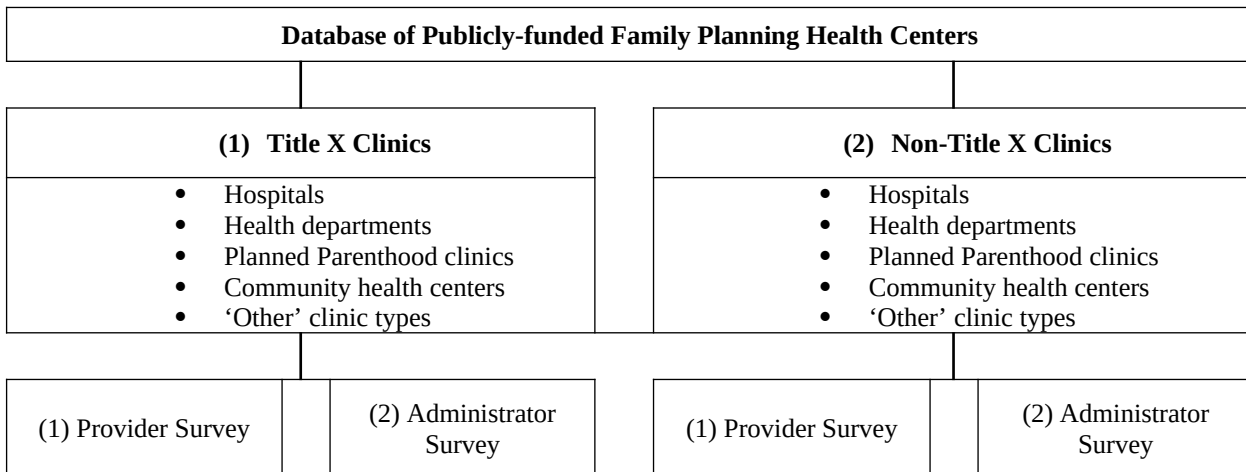 Database of Publicly-funded Family Planning Health Centers
(1) Title X Clinics
• Hospitals
• Health departments
• Planned Parenthood clinics
• Community health centers
• ‘Other’ clinic types
(2) Non-Title X Clinics
• Hospitals
• Health departments
• Planned Parenthood clinics
• Community health centers
• ‘Other’ clinic types
(1) Provider Survey
(2) Administrator
Survey
(1) Provider Survey
(2) Administrator
Survey